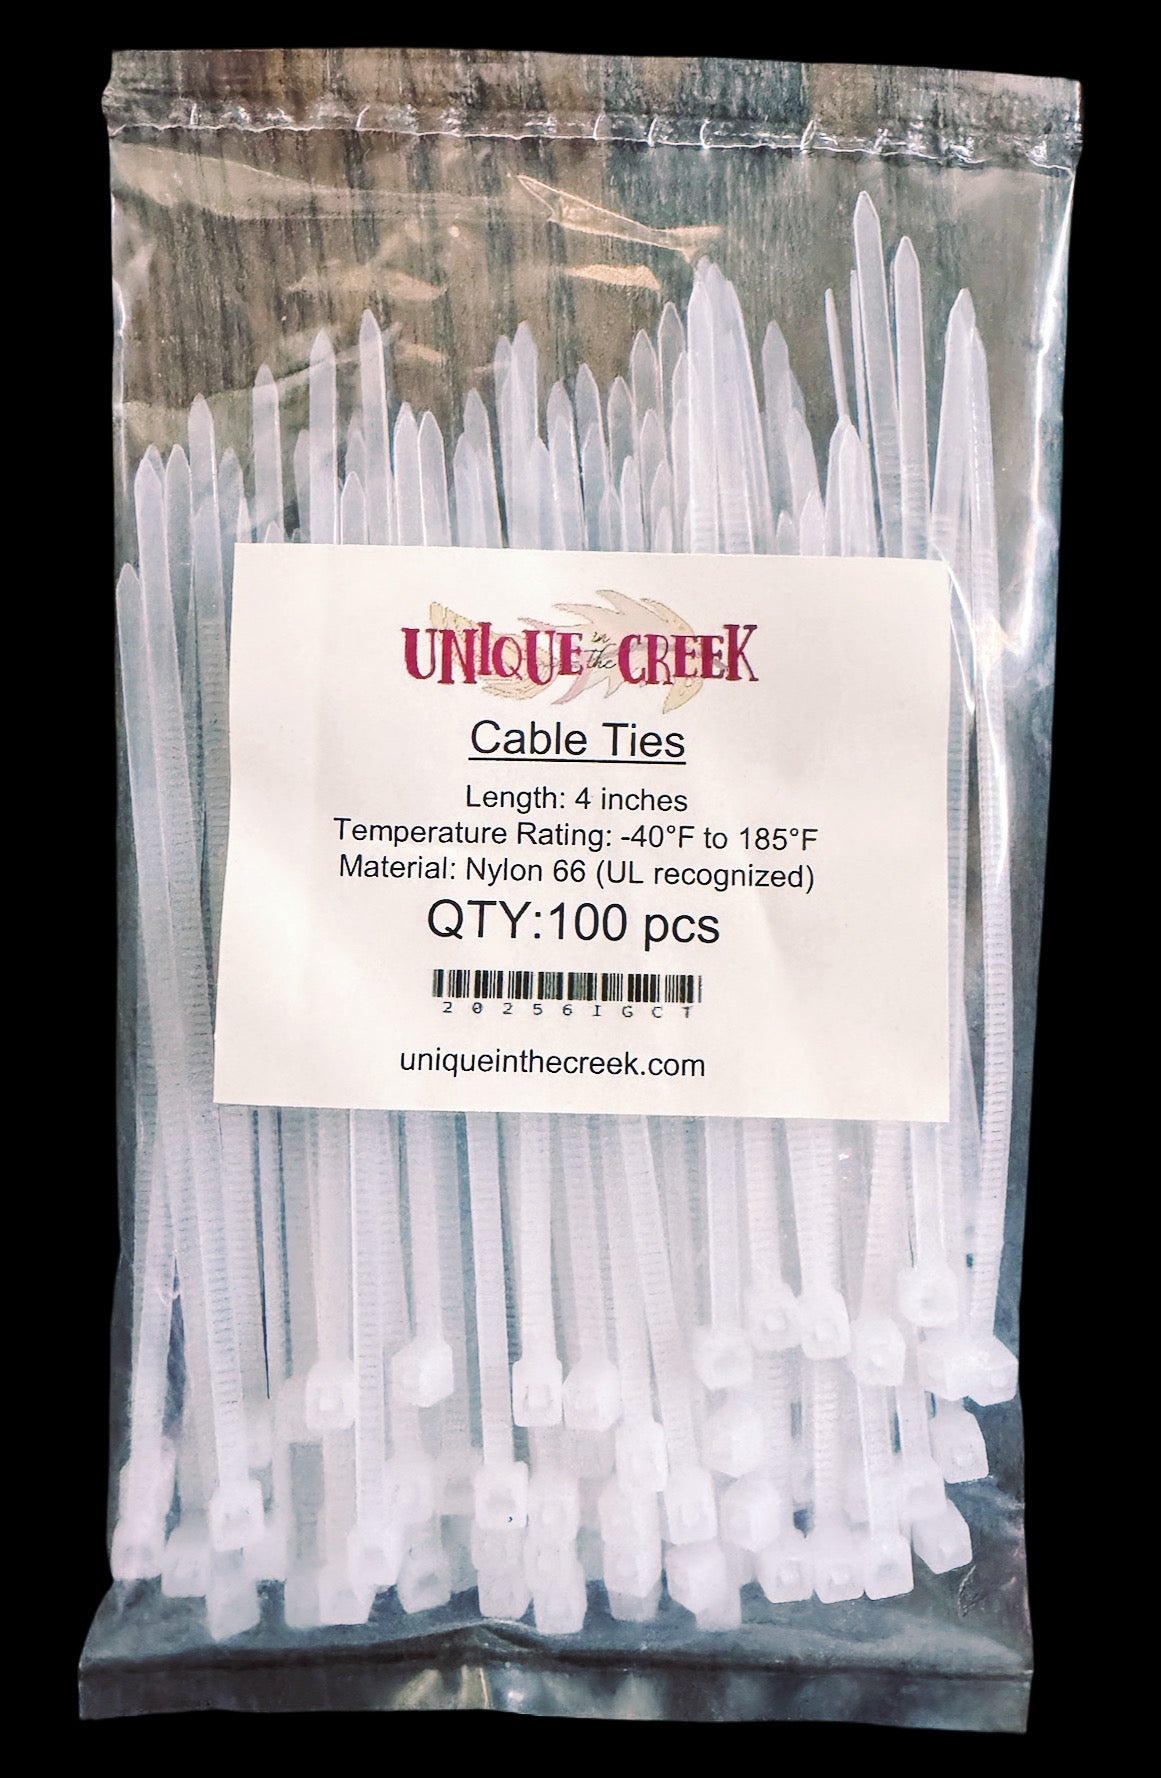 UNIQUE in the CREEK
Cable Ties
Length: 4 inches
Temperature Rating: -40°F to 185°F
Material: Nylon 66 (UL recognized)
QTY:100 pcs
20256IGCT
uniqueinthecreek.com